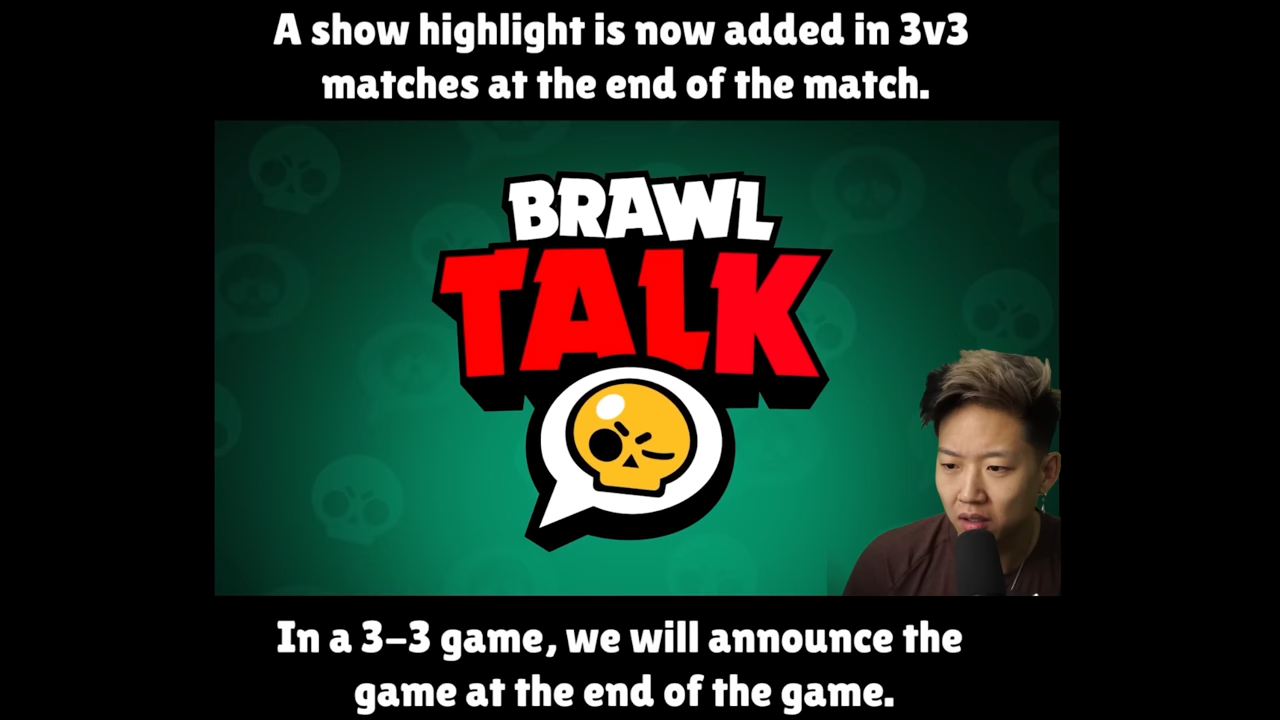 A show highlight is now added in 3v3
matches at the end of the match.
BRAWL
TALK
In a 3-3 game, we will announce the
game at the end of the game.